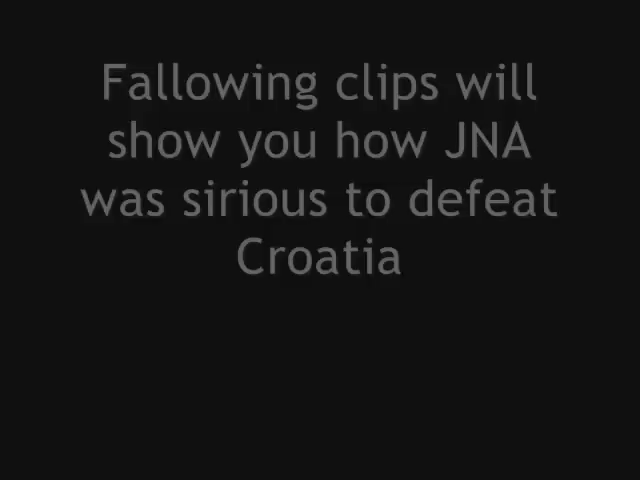 Fallowing clips will
show you how JNA
was sirious to defeat
Croatia